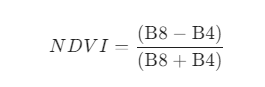 NDVI = (B8 − B4) / (B8 + B4)